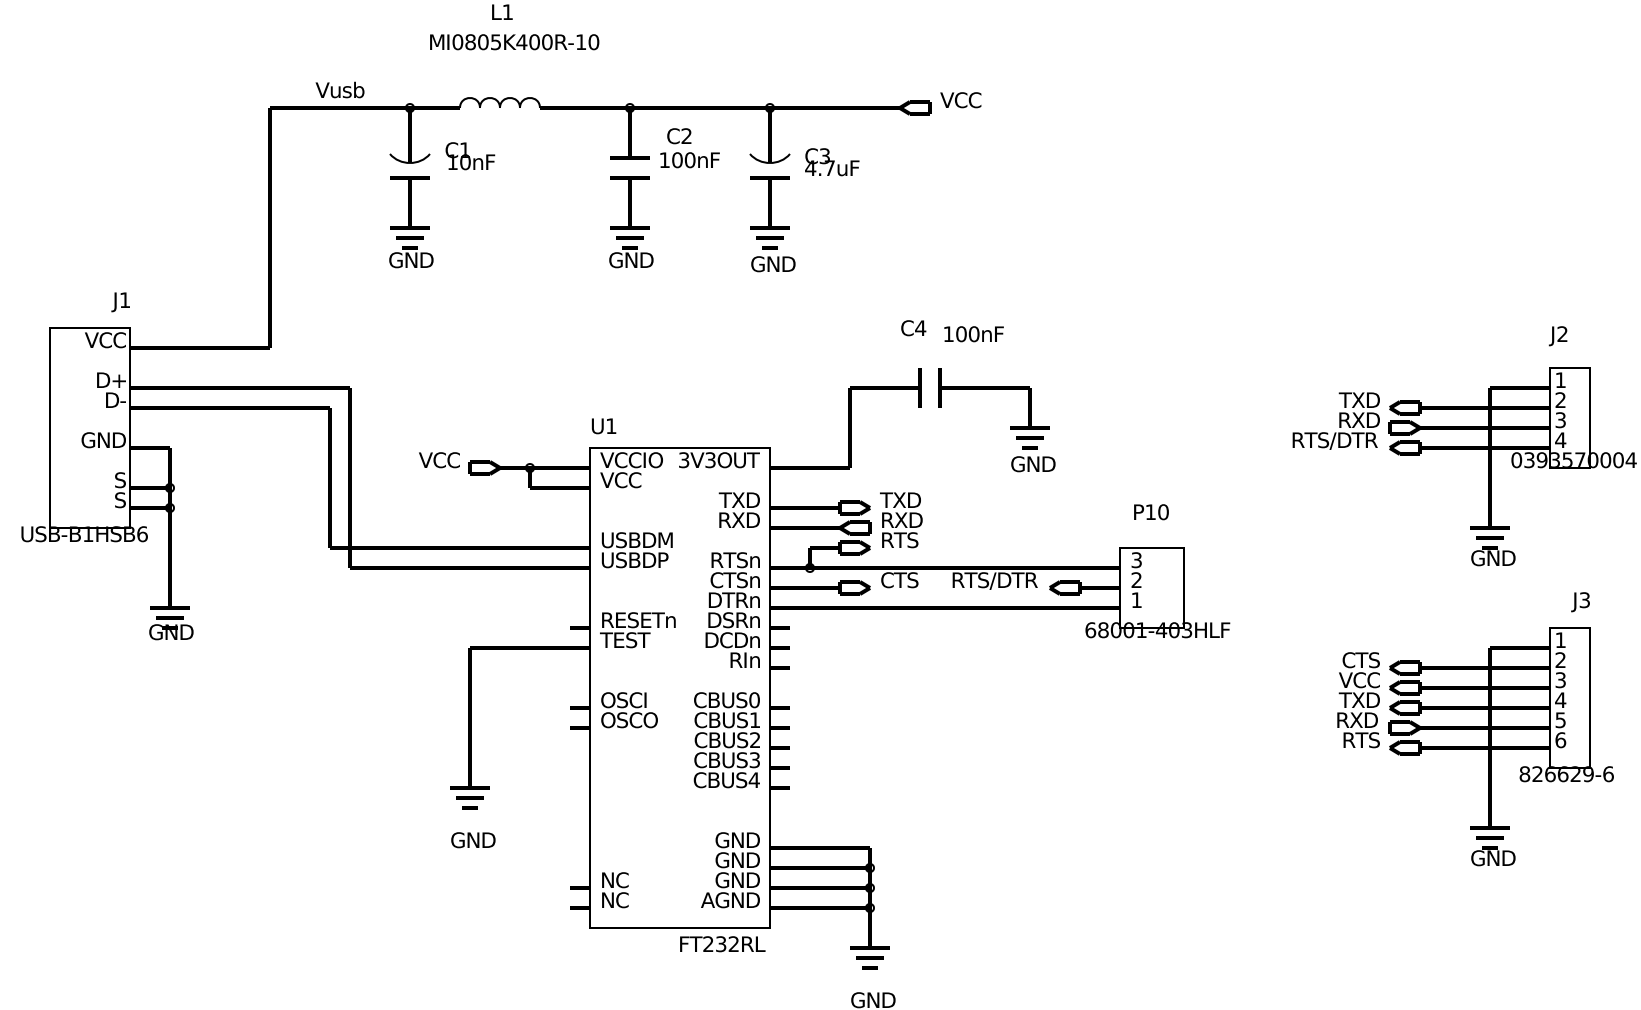 L1
MI0805K400R-10
Vusb
VCC
C1
10nF
C2
100nF
C3
4.7uF
GND
GND
GND
J1
VCC
D+
D-
GND
S
S
USB-B1HSB6
GND
C4
100nF
GND
U1
VCC
VCCIO
VCC
USBDM
USBDP
RESETn
TEST
OSCI
OSCO
NC
NC
3V3OUT
TXD
RXD
RTSn
CTSn
DTRn
DSRn
DCDn
RIn
CBUS0
CBUS1
CBUS2
CBUS3
CBUS4
GND
GND
GND
AGND
FT232RL
GND
GND
TXD
RXD
RTS
CTS
RTS/DTR
P10
3
2
1
68001-403HLF
J2
1
2
3
4
TXD
RXD
RTS/DTR
0393570004
GND
J3
1
2
3
4
5
6
CTS
VCC
TXD
RXD
RTS
826629-6
GND